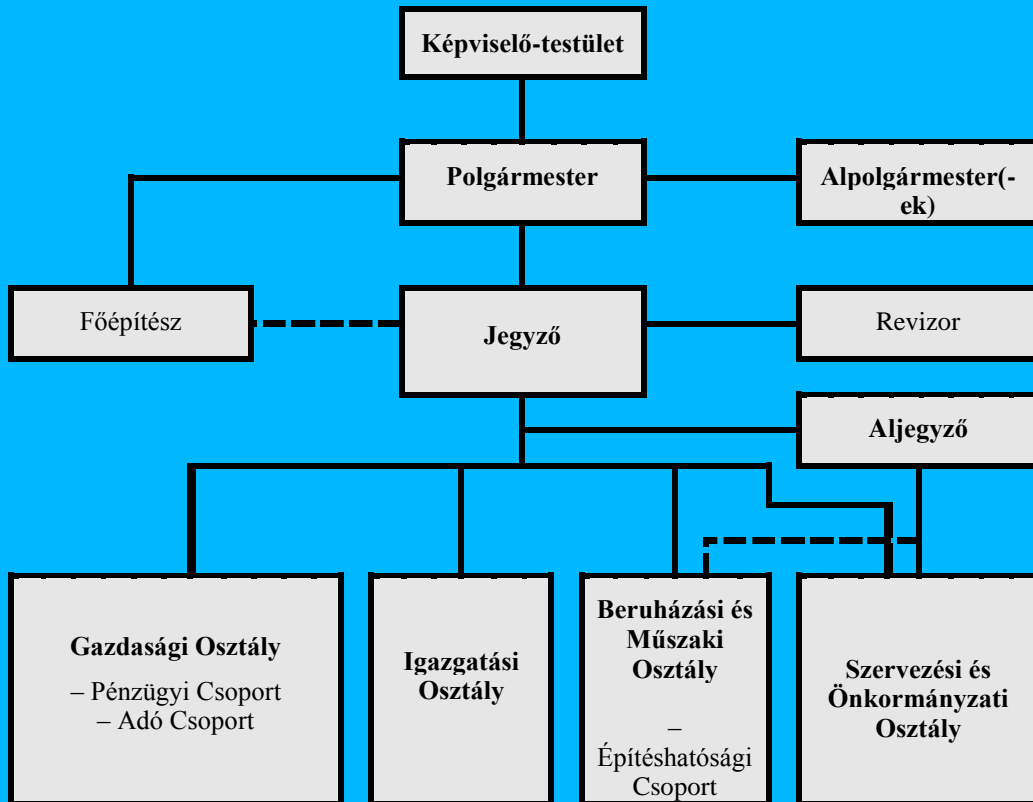 Képviselő-testület
Polgármester
Alpolgármester(-
ek)
Főépítész
Jegyző
Revizor
Aljegyző
Gazdasági Osztály
– Pénzügyi Csoport
– Adó Csoport
Igazgatási
Osztály
Beruházási és
Műszaki
Osztály
–
Építéshatósági
Csoport
Szervezési és
Önkormányzati
Osztály